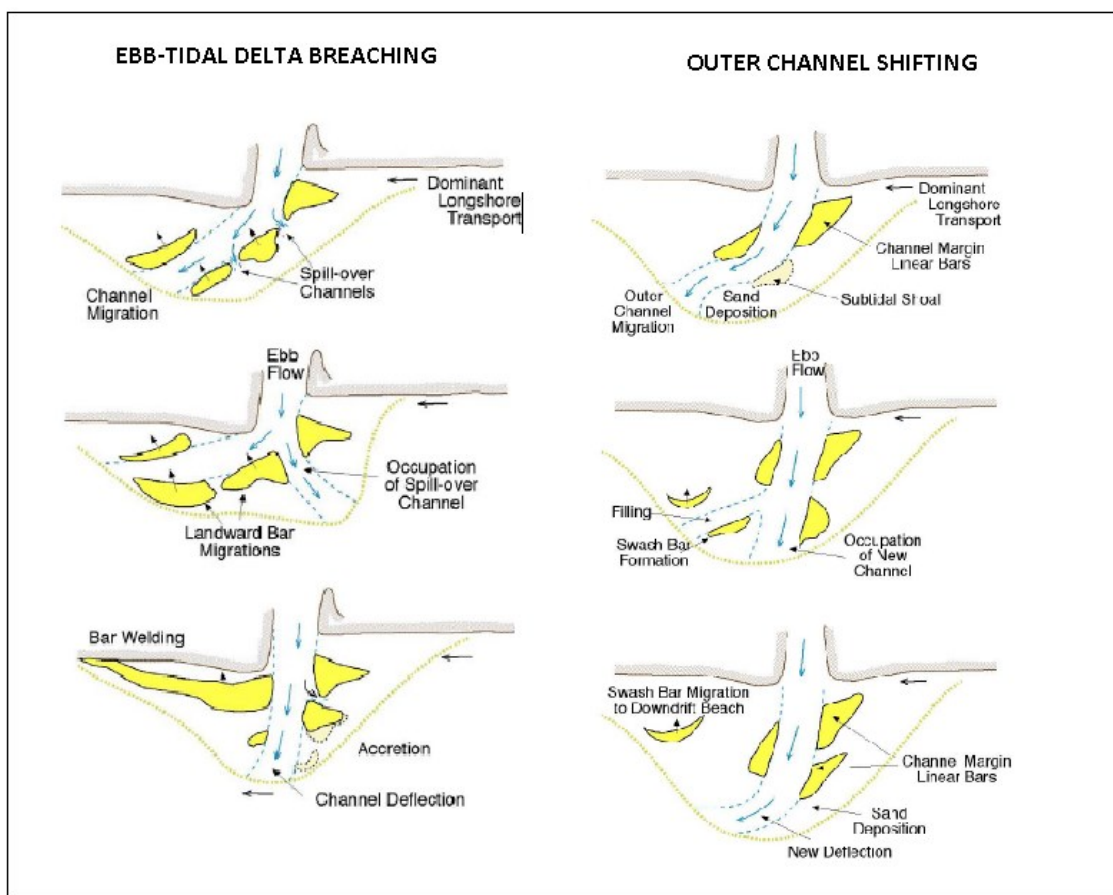 EBB-TIDAL DELTA BREACHING
Dominant
Longshore
Transport
Spill-over
Channels
Channel
Migration
Ebb
Flow
Occupation
of Spill-over
Channel
Landward Bar
Migrations
Bar Welding
Accretion
Channel Deflection
OUTER CHANNEL SHIFTING
Dominant
Longshore
Transport
Channel Margin
Linear Bars
Subtidal Shoal
Outer
Channel
Migration
Sand
Deposition
Ebb
Flow
Filling
Swash Bar
Formation
Occupation
of New
Channel
Swash Bar Migration
to Downdrift Beach
Channel Margin
Linear Bars
Sand
Deposition
New Deflection